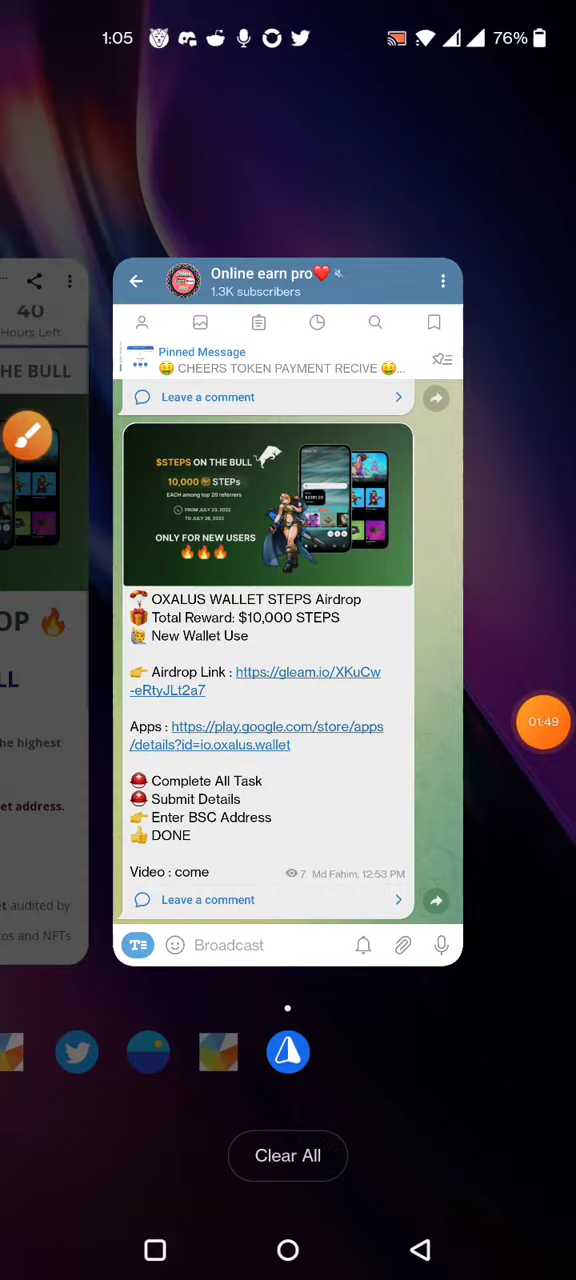 1:05
76%
40
Hours Left
HE BULL
OP 🔥
LL
he highest
et address.
et audited by
os and NFTs
Online earn pro❤️
1.3K subscribers
Pinned Message
🤑 CHEERS TOKEN PAYMENT RECIVE 🤑...
Leave a comment
$STEPS ON THE BULL
10,000 STEPs
EACH among top 20 referrers
FROM JULY 23, 2022
TO JULY 26, 2022
ONLY FOR NEW USERS
🔥🔥🔥
🪂 OXALUS WALLET STEPS Airdrop
🎁 Total Reward: $10,000 STEPS
🙋 New Wallet Use
👉 Airdrop Link : https://gleam.io/XKuCw
-eRtyJLt2a7
Apps : https://play.google.com/store/apps
/details?id=io.oxalus.wallet
⛑ Complete All Task
⛑ Submit Details
👉 Enter BSC Address
👍 DONE
Video : come
7 Md Fahim, 12:53 PM
Leave a comment
Broadcast
01:49
Clear All